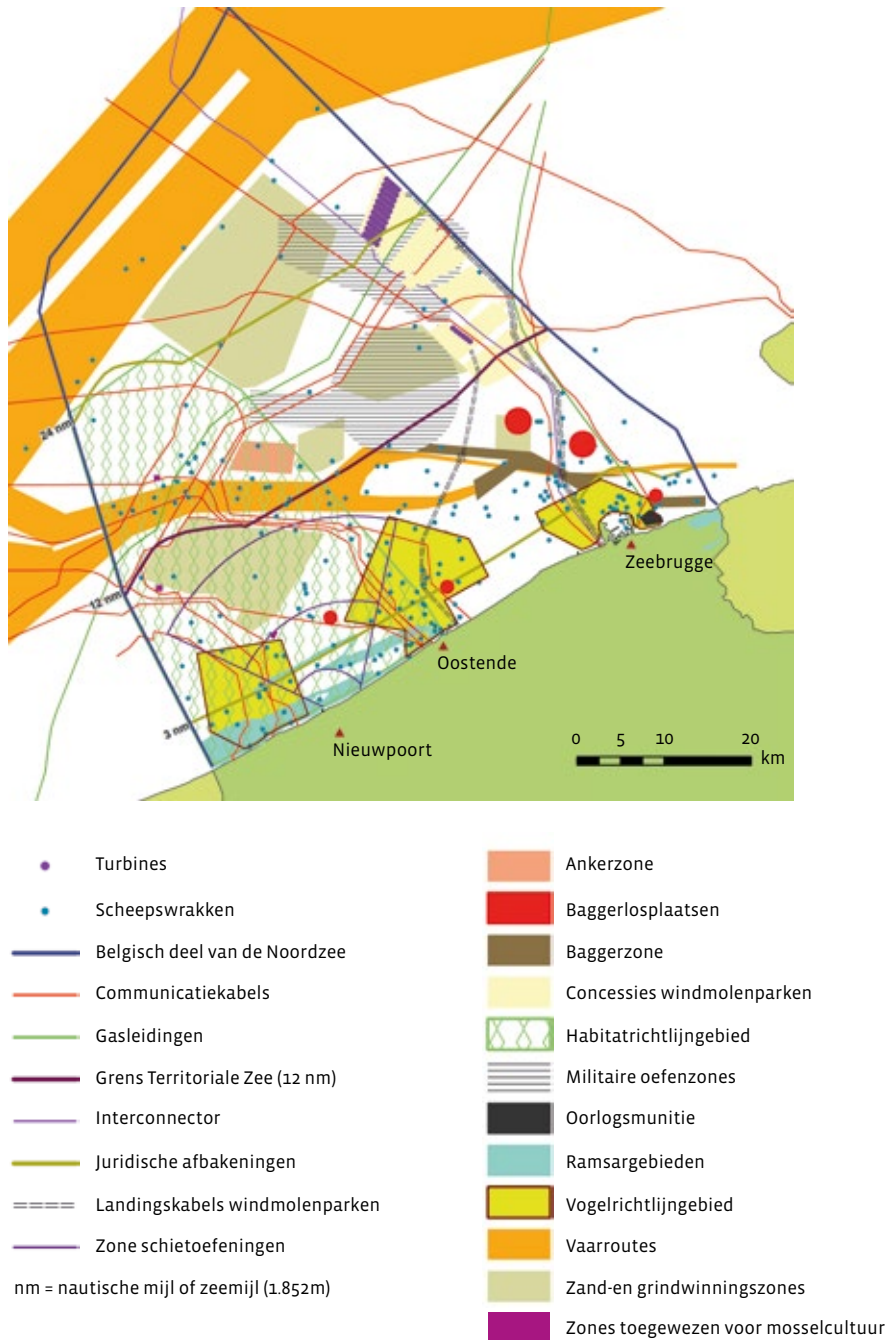 24 nm
12 nm
3 nm
Zeebrugge
Oostende
Nieuwpoort
0 5 10 20
km
Turbines
Scheepswrakken
Belgisch deel van de Noordzee
Communicatiekabels
Gasleidingen
Grens Territoriale Zee (12 nm)
Interconnector
Juridische afbakeningen
Landingskabels windmolenparken
Zone schietoefeningen
nm = nautische mijl of zeemijl (1.852m)
Ankerzone
Baggerlosplaatsen
Baggerzone
Concessies windmolenparken
Habitatrichtlijngebied
Militaire oefenzones
Oorlogsmunitie
Ramsargebieden
Vogelrichtlijngebied
Vaarroutes
Zand-en grindwinningszones
Zones toegewezen voor mosselcultuur